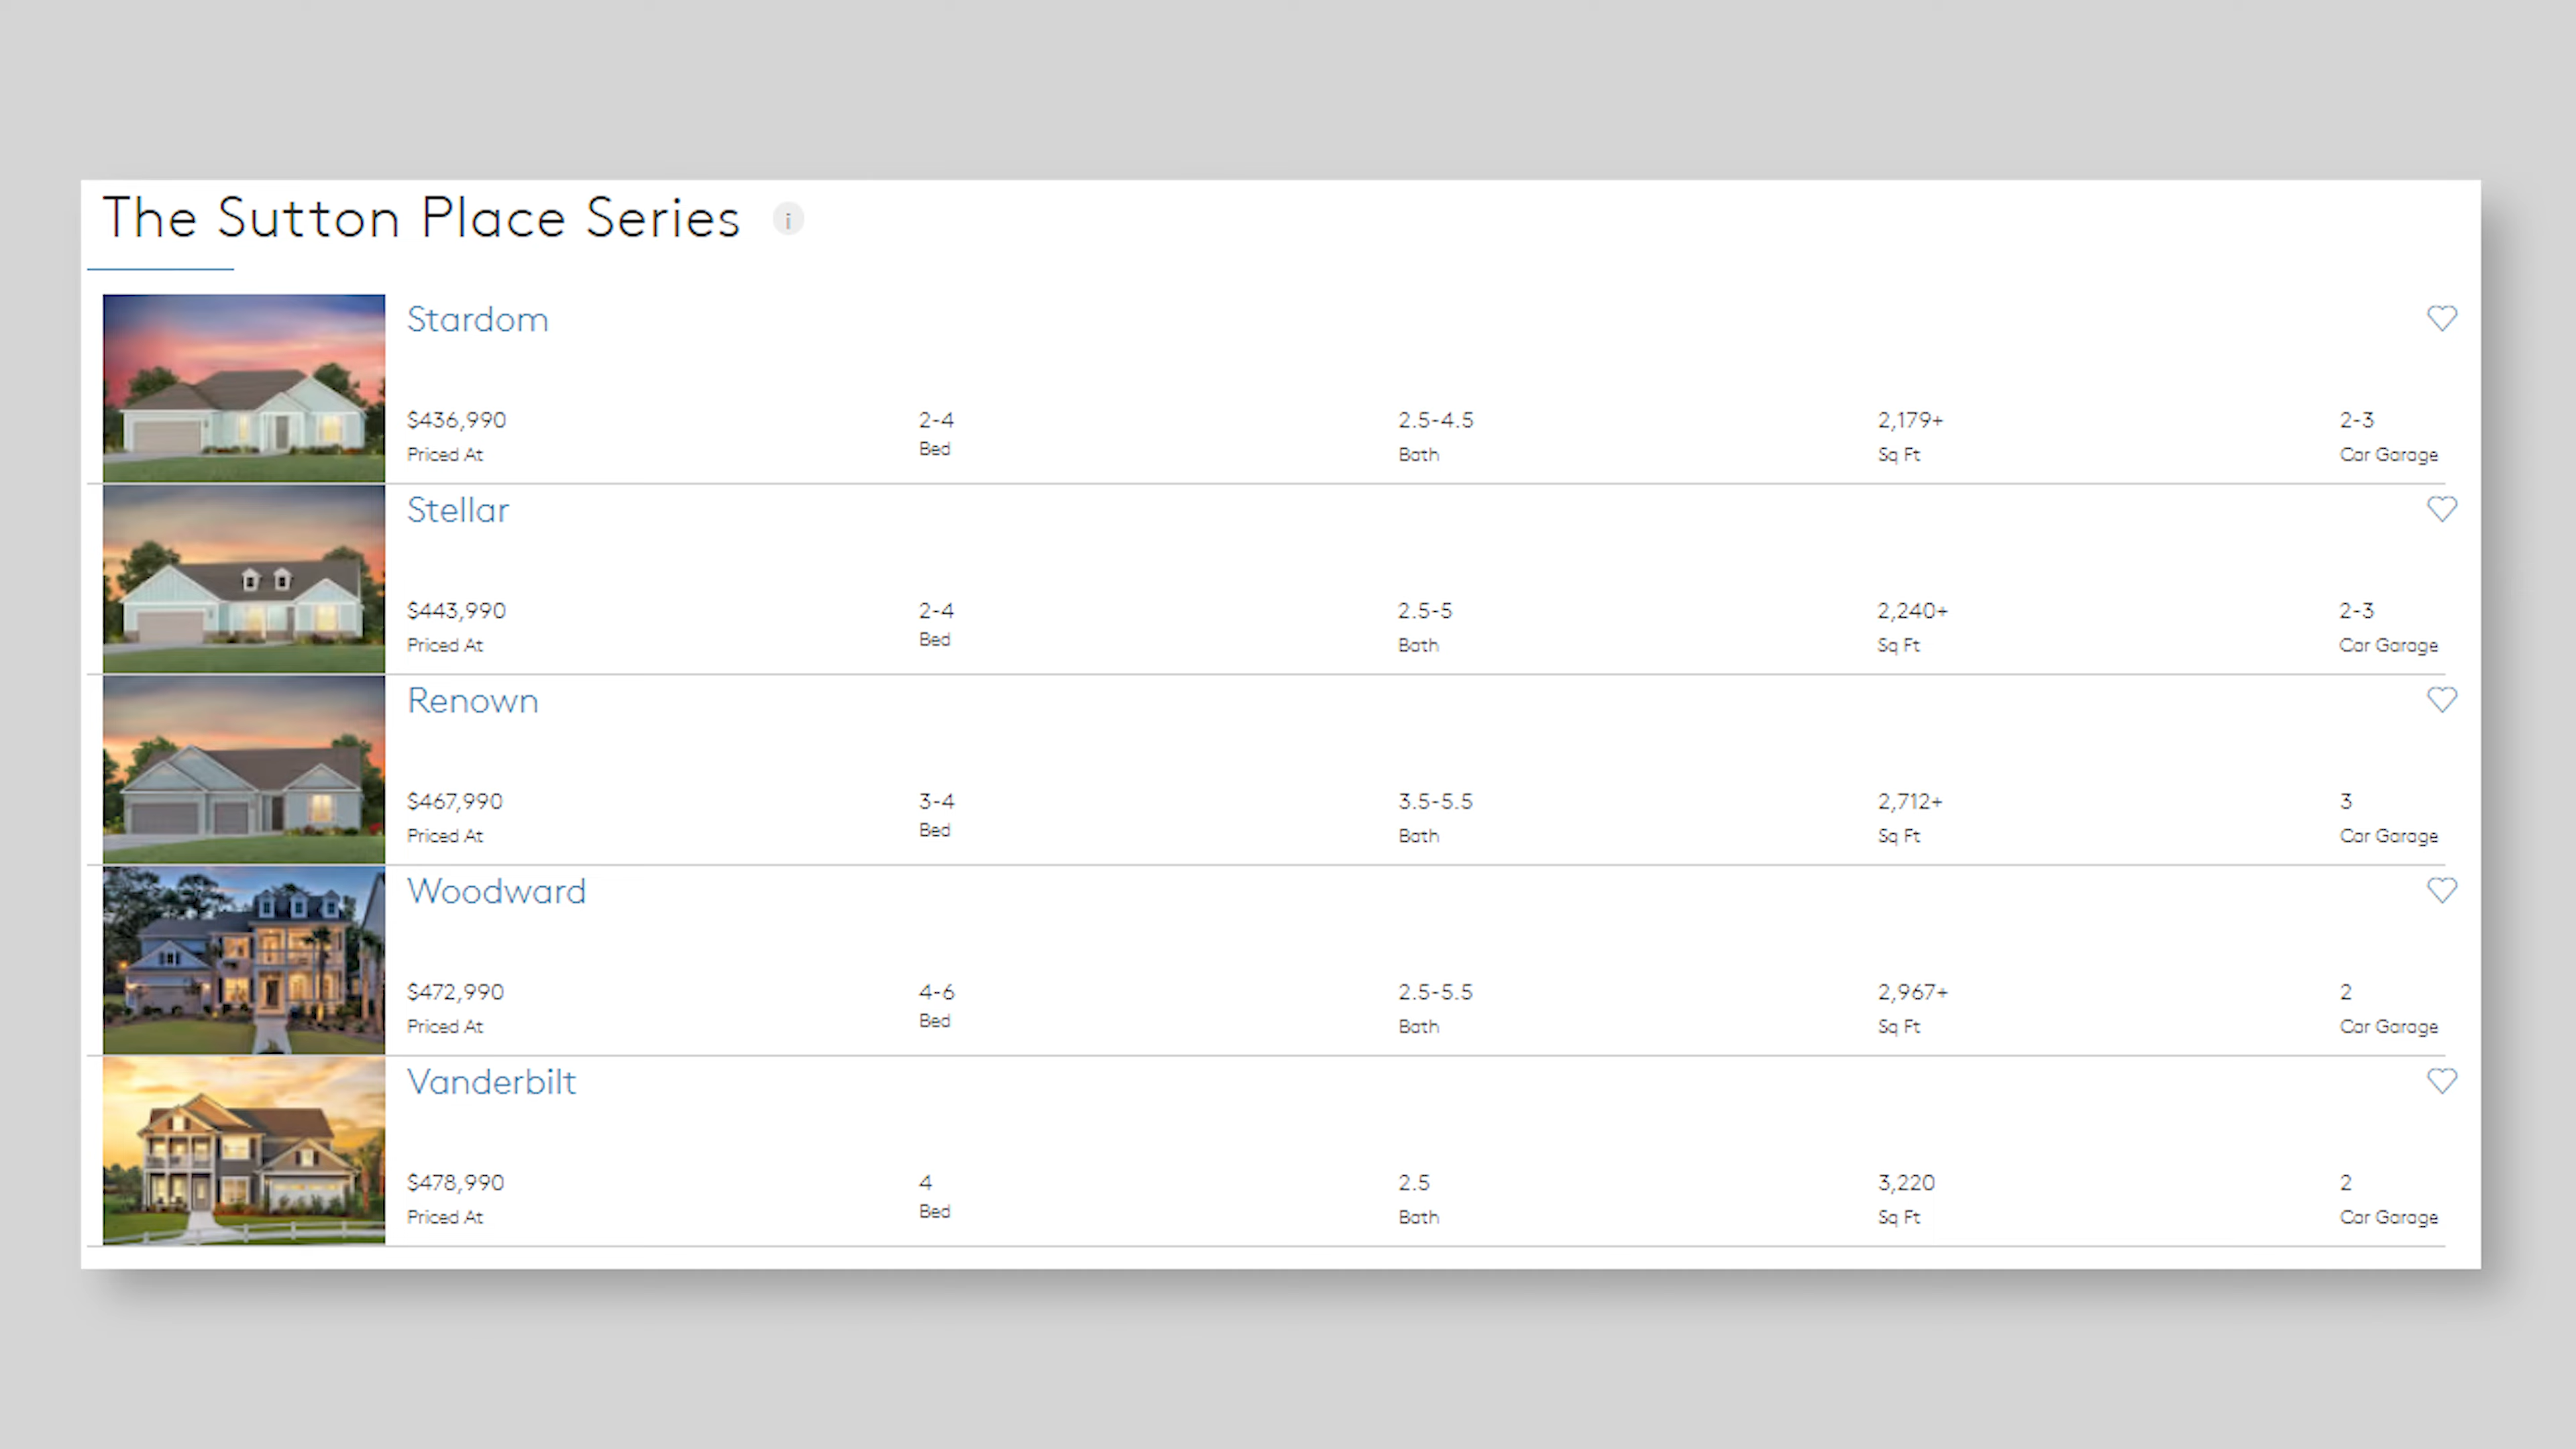 The Sutton Place Series i
Stardom
$436,990 2-4 2.5-4.5 2,179+ 2-3
Priced At Bed Bath Sq Ft Car Garage
Stellar
$443,990 2-4 2.5-5 2,240+ 2-3
Priced At Bed Bath Sq Ft Car Garage
Renown
$467,990 3-4 3.5-5.5 2,712+ 3
Priced At Bed Bath Sq Ft Car Garage
Woodward
$472,990 4-6 2.5-5.5 2,967+ 2
Priced At Bed Bath Sq Ft Car Garage
Vanderbilt
$478,990 4 2.5 3,220 2
Priced At Bed Bath Sq Ft Car Garage